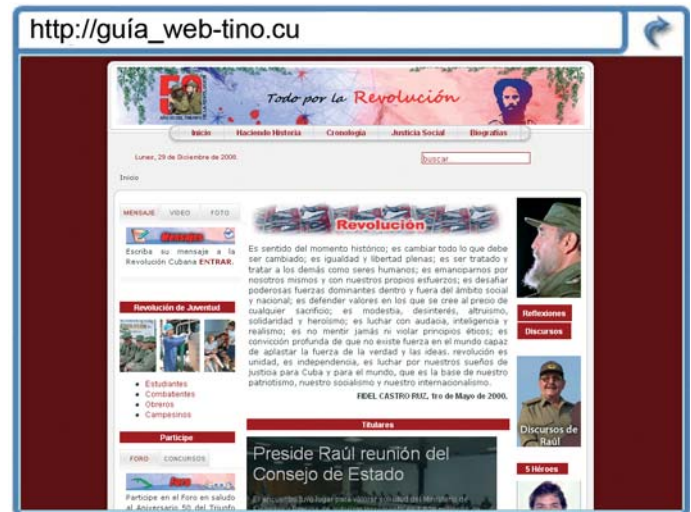 http://guía_web-tino.cu
50
Todo por la Revolución
Inicio Haciendo Historia Cronología Justicia Social Biografías
Lunes, 29 de Diciembre de 2008.
buscar
Inicio
MENSAJE VIDEO FOTO
Mensajes
Escriba su mensaje a la
Revolución Cubana ENTRAR.
Revolución de Juventud
Estudiantes
Combatientes
Obreros
Campesinos
Participe
FORO CONCURSOS
Foro
Participe en el Foro en saludo
al Aniversario 50 del Triunfo
Revolución
Es sentido del momento histórico; es cambiar todo lo que debe
ser cambiado; es igualdad y libertad plenas; es ser tratado y
tratar a los demás como seres humanos; es emanciparnos por
nosotros mismos y con nuestros propios esfuerzos; es desafiar
poderosas fuerzas dominantes dentro y fuera del ámbito social
y nacional; es defender valores en los que se cree al precio de
cualquier sacrificio; es modestia, desinterés, altruismo,
solidaridad y heroísmo; es luchar con audacia, inteligencia y
realismo; es no mentir jamás ni violar principios éticos; es
convicción profunda de que no existe fuerza en el mundo capaz
de aplastar la fuerza de la verdad y las ideas. revolución es
unidad, es independencia, es luchar por nuestros sueños de
justicia para Cuba y para el mundo, que es la base de nuestro
patriotismo, nuestro socialismo y nuestro internacionalismo.
FIDEL CASTRO RUZ, 1ro de Mayo de 2000.
Titulares
Preside Raúl reunión del
Consejo de Estado
El encuentro tuvo lugar para valorar
Reflexiones
Discursos
Discursos de
Raúl
5 Héroes